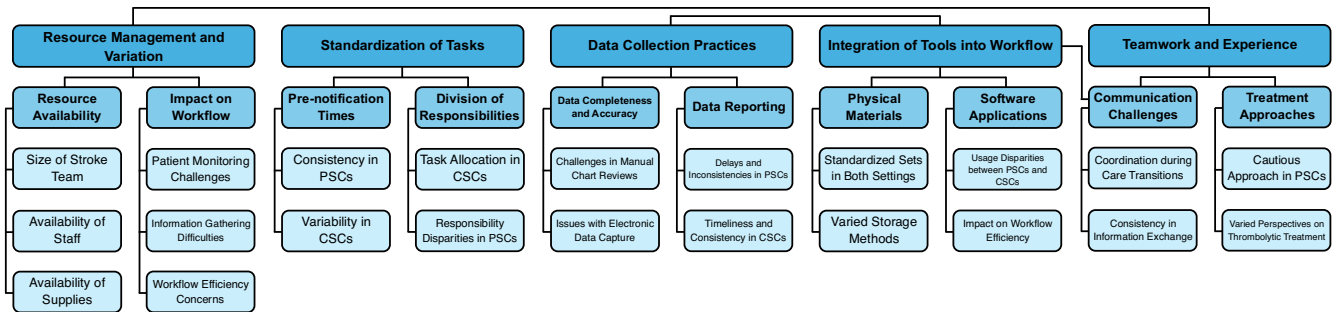 Resource Management and
Variation
Standardization of Tasks
Data Collection Practices
Integration of Tools into Workflow
Teamwork and Experience
Resource
Availability
Impact on
Workflow
Pre-notification
Times
Division of
Responsibilities
Data Completeness
and Accuracy
Data Reporting
Physical
Materials
Software
Applications
Communication
Challenges
Treatment
Approaches
Size of Stroke
Team
Patient Monitoring
Challenges
Consistency in
PSCs
Task Allocation in
CSCs
Challenges in Manual
Chart Reviews
Delays and
Inconsistencies in PSCs
Standardized Sets
in Both Settings
Usage Disparities
between PSCs and
CSCs
Coordination during
Care Transitions
Cautious
Approach in PSCs
Availability of
Staff
Information Gathering
Difficulties
Variability in
CSCs
Responsibility
Disparities in PSCs
Issues with Electronic
Data Capture
Timeliness and
Consistency in CSCs
Varied Storage
Methods
Impact on Workflow
Efficiency
Consistency in
Information Exchange
Varied Perspectives on
Thrombolytic Treatment
Availability of
Supplies
Workflow Efficiency
Concerns